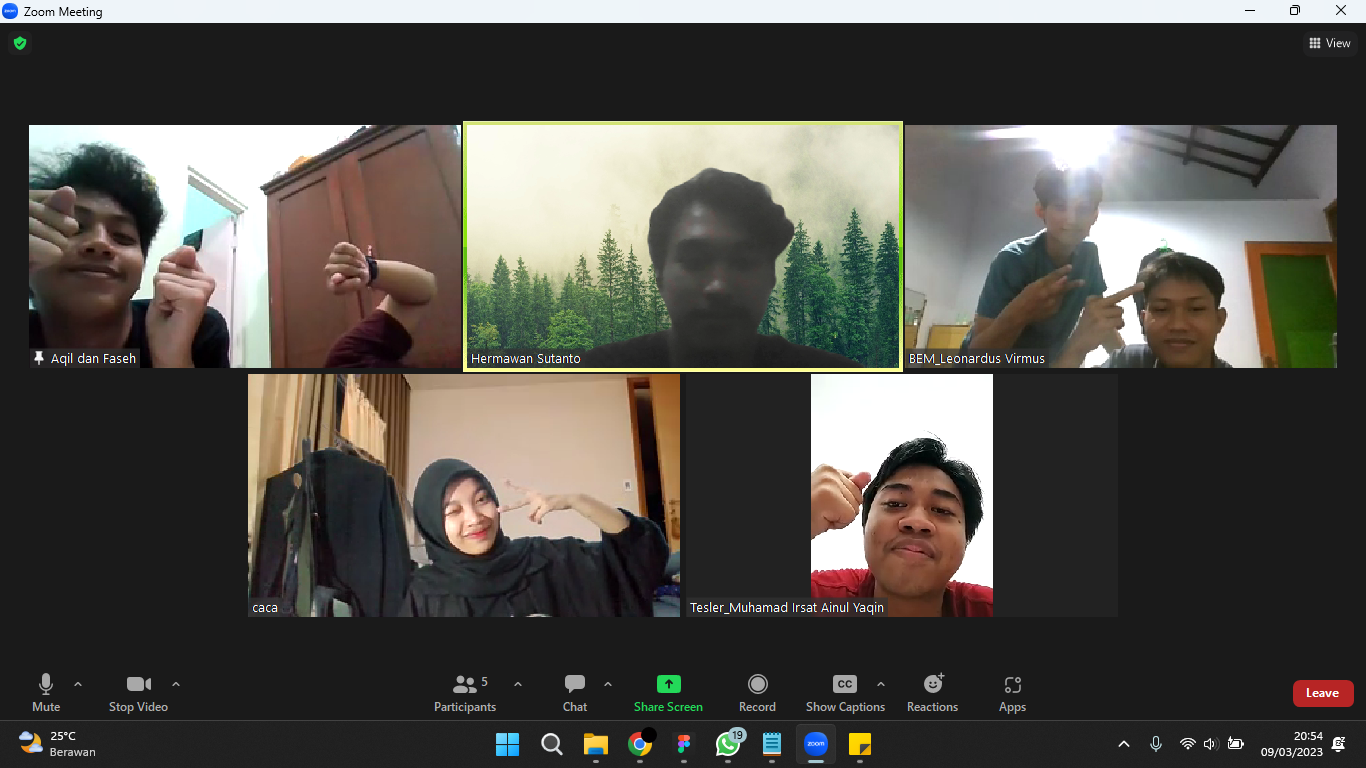 Zoom Meeting
View
Aqil dan Faseh
Hermawan Sutanto
BEM_Leonardus Virmus
caca
Tesler_Muhamad Irsat Ainul Yaqin
5
Mute
Stop Video
Participants
Chat
Share Screen
Record
CC
Show Captions
Reactions
Apps
Leave
25°C
Berawan
19
zoom
20:54
09/03/2023